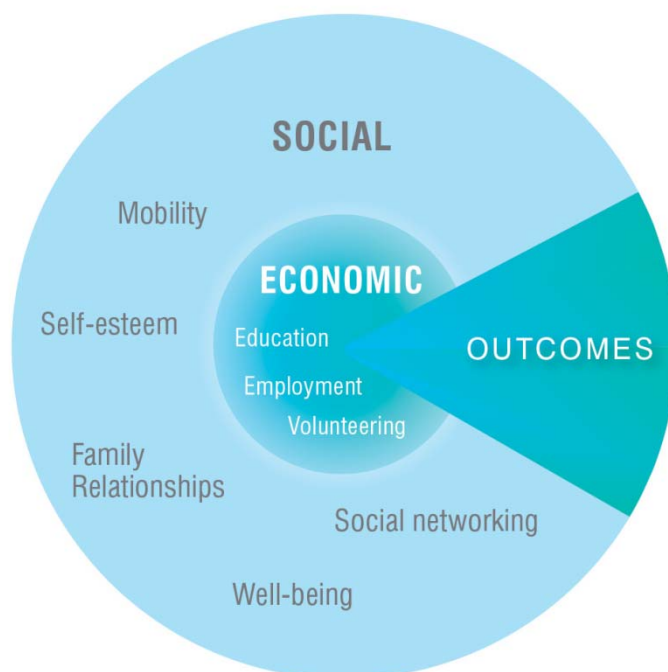 SOCIAL
Mobility
ECONOMIC
Self-esteem
Education
OUTCOMES
Employment
Volunteering
Family
Relationships
Social networking
Well-being